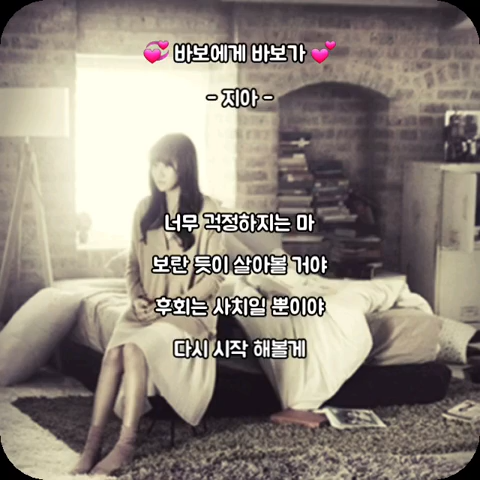 💞 바보에게 바보가 💕
- 지아 -
너무 걱정하지는 마
보란 듯이 살아볼 거야
후회는 사치일 뿐이야
다시 시작 해볼게